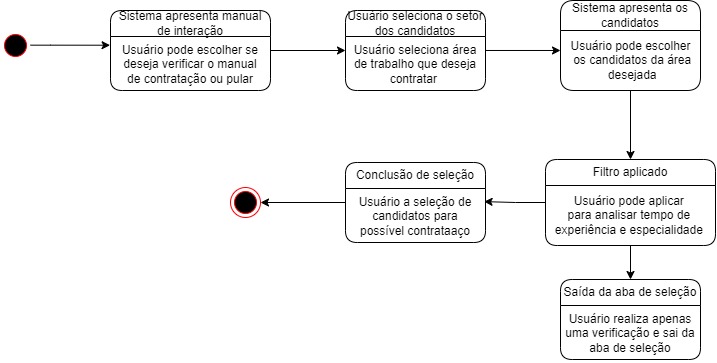 Sistema apresenta manual
de interação
Usuário pode escolher se
deseja verificar o manual
de contratação ou pular
Usuário seleciona o setor
dos candidatos
Usuário seleciona área
de trabalho que deseja
contratar
Sistema apresenta os
candidatos
Usuário pode escolher
os candidatos da área
desejada
Conclusão de seleção
Usuário a seleção de
candidatos para
possível contrataaço
Filtro aplicado
Usuário pode aplicar
para analisar tempo de
experiência e especialidade
Saída da aba de seleção
Usuário realiza apenas
uma verificação e sai da
aba de seleção